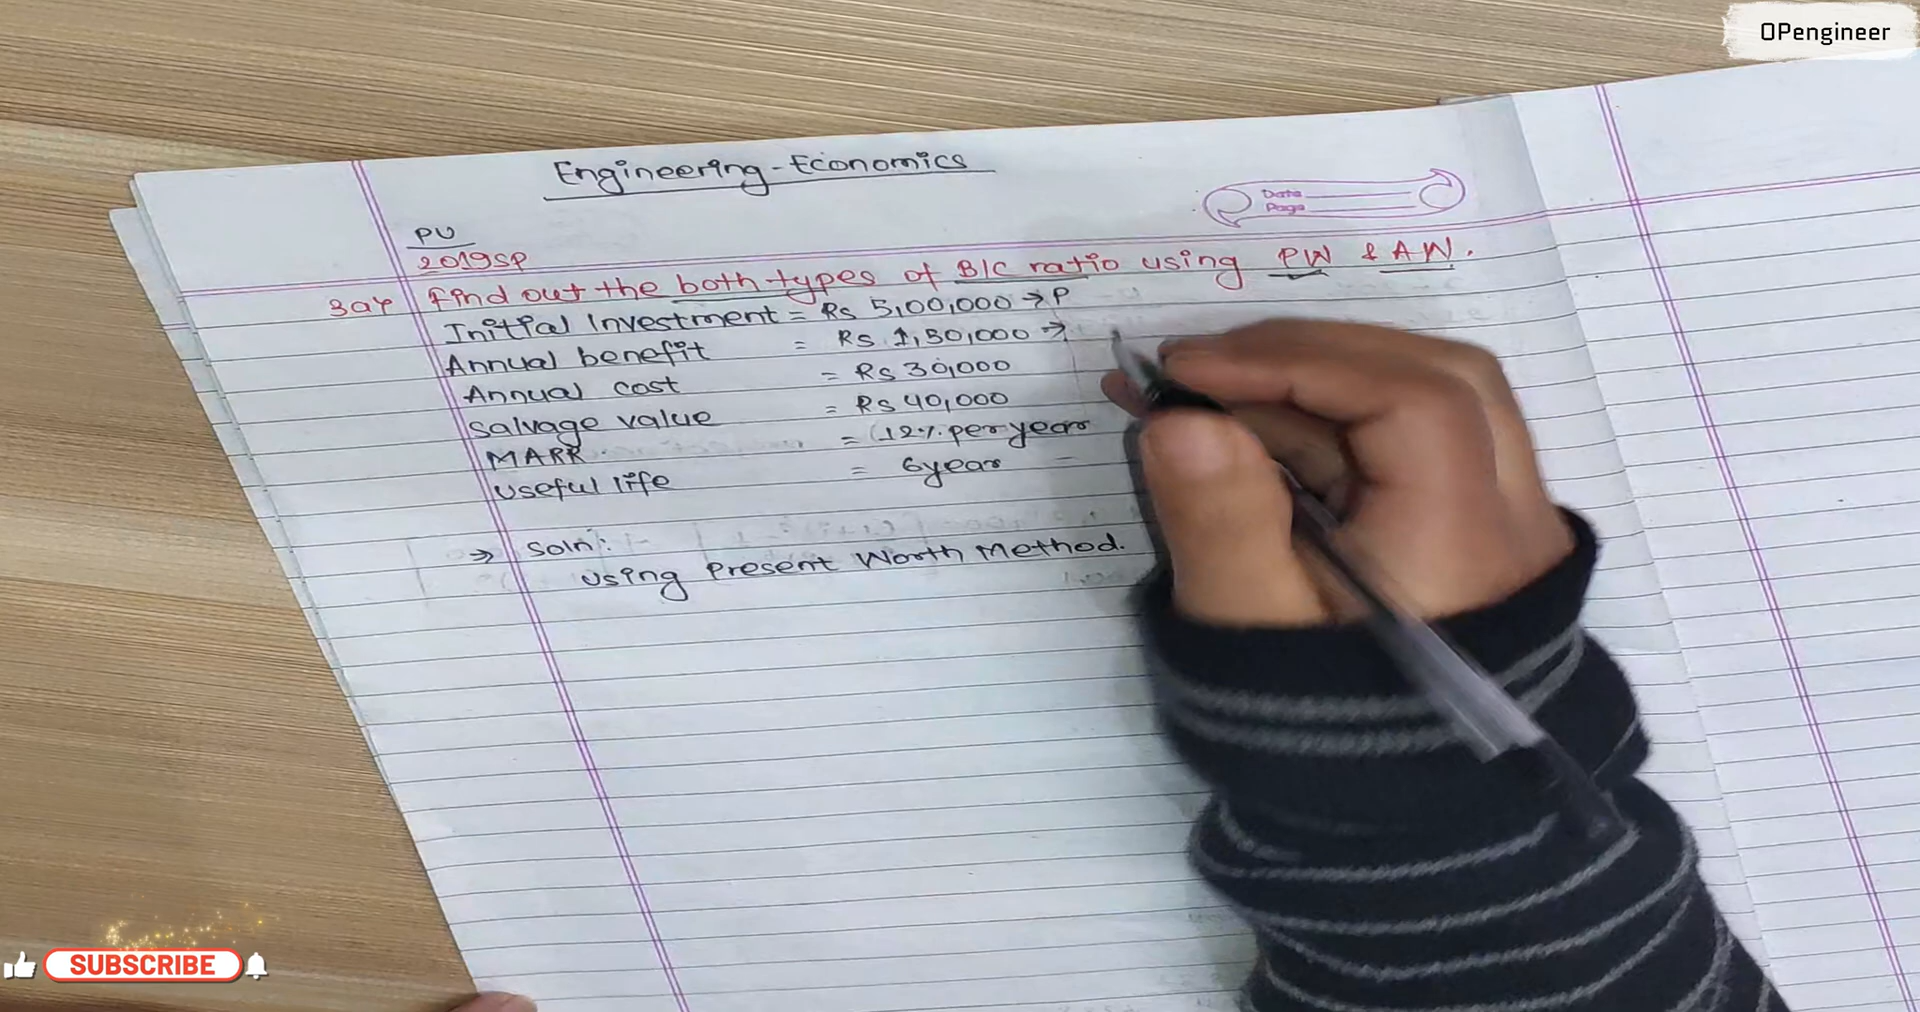 OPengineer
Engineering-Economics
Date
Page
PU
2019SP
3a4 Find out the both types of B/C ratio using PW & AW.
Initial Investment = Rs 5,00,000 → P
Annual benefit = Rs 1,50,000 →
Annual cost = Rs 30,000
Salvage value = Rs 40,000
MARR = 12% per year
Useful life = 6year
⇒ Soln:
Using Present Worth Method.
SUBSCRIBE